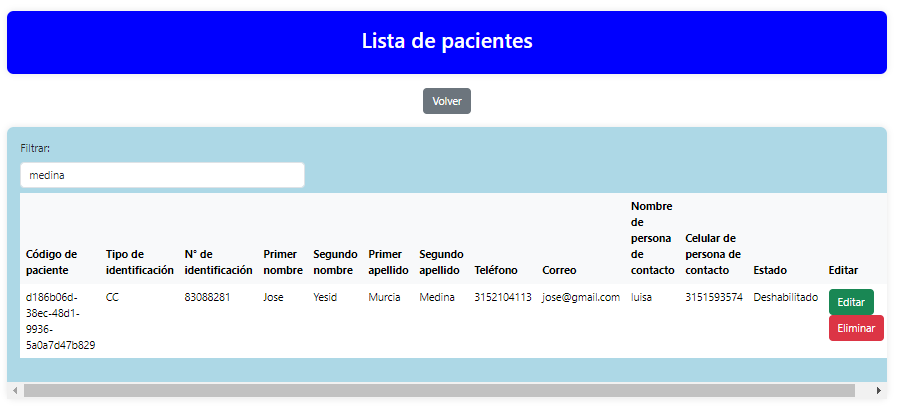 Lista de pacientes
Volver
Filtrar:
medina
Código de paciente Tipo de identificación N° de identificación Primer nombre Segundo nombre Primer apellido Segundo apellido Teléfono Correo Nombre de persona de contacto Celular de persona de contacto Estado Editar
d186b06d-38ec-48d1-9936-5a0a7d47b829 CC 83088281 Jose Yesid Murcia Medina 3152104113 jose@gmail.com luisa 3151593574 Deshabilitado Editar
Eliminar